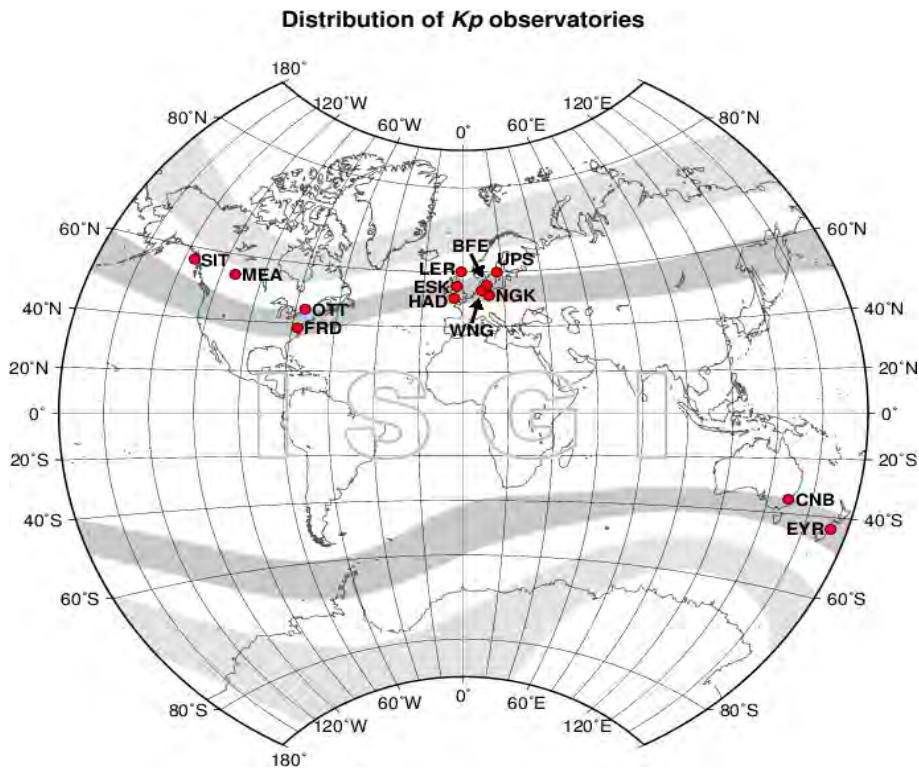 Distribution of Kp observatories
180˚
120˚W
120˚E
80˚N
60˚W
0˚
60˚E
80˚N
60˚N
60˚N
BFE
SIT
LER
UPS
MEA
ESK
HAD
NGK
40˚N
OTT
40˚N
FRD
WNG
20˚N
20˚N
I S G I
0˚
0˚
20˚S
20˚S
CNB
40˚S
EYR
40˚S
60˚S
60˚S
80˚S
60˚W
0˚
60˚E
80˚S
120˚W
120˚E
180˚